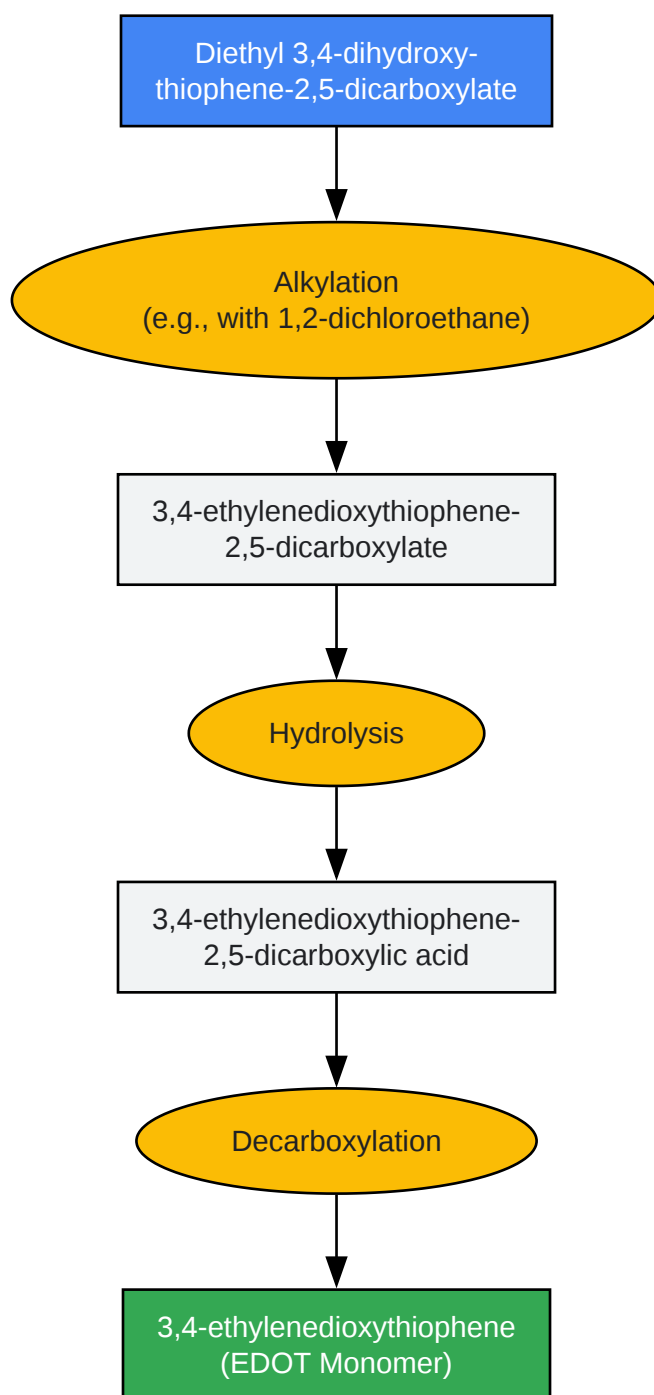 Diethyl 3,4-dihydroxy-
thiophene-2,5-dicarboxylate
Alkylation
(e.g., with 1,2-dichloroethane)
3,4-ethylenedioxythiophene-
2,5-dicarboxylate
Hydrolysis
3,4-ethylenedioxythiophene-
2,5-dicarboxylic acid
Decarboxylation
3,4-ethylenedioxythiophene
(EDOT Monomer)